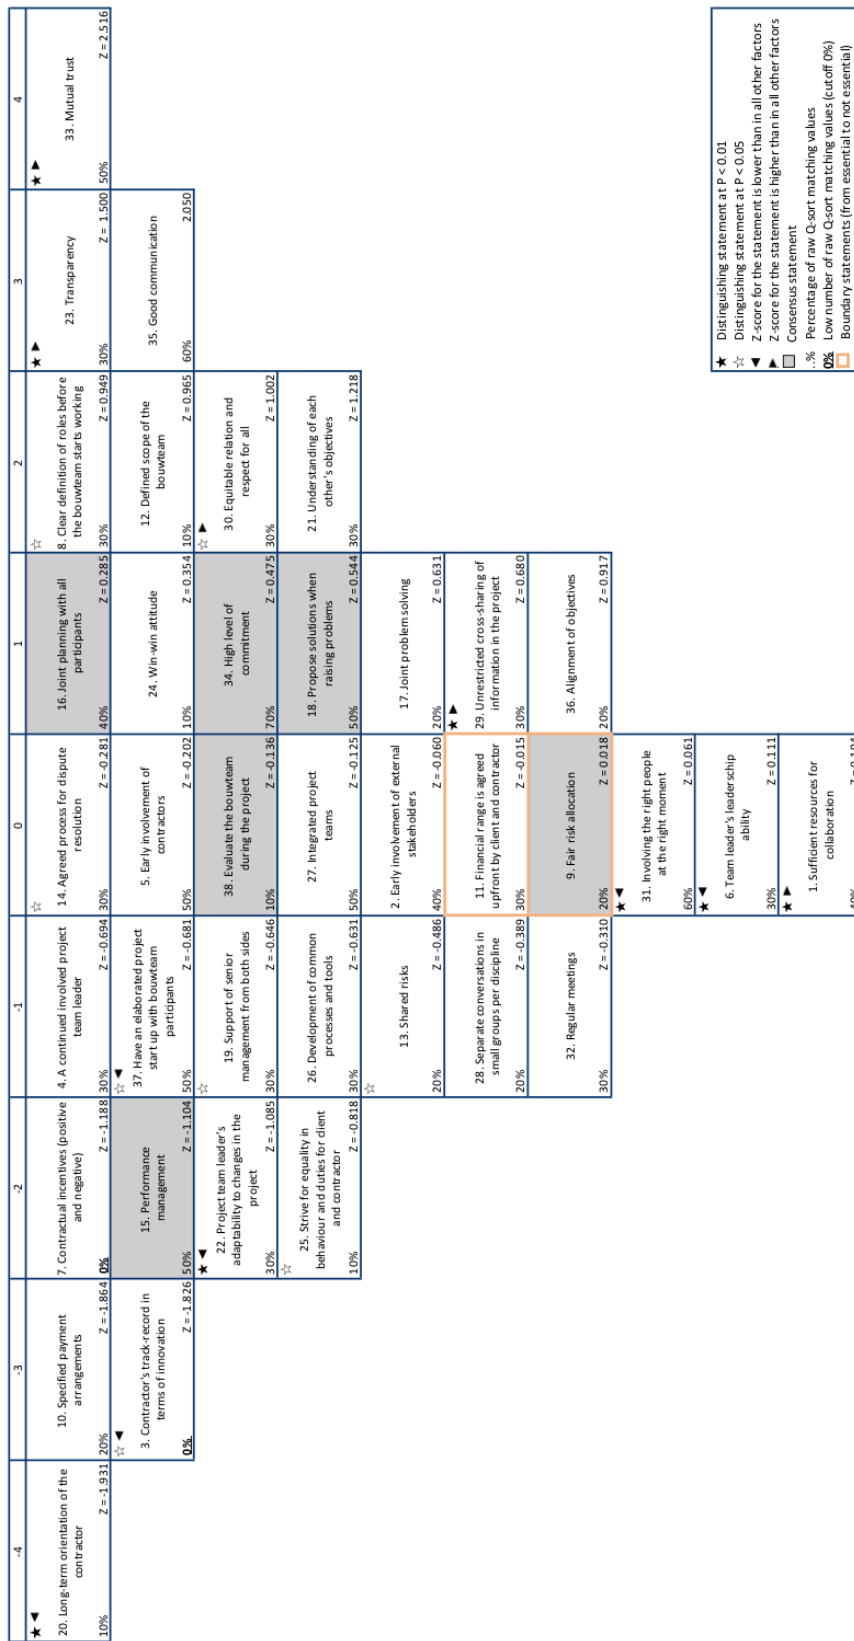 -4
★ ◄
20. Long-term orientation of the
contractor
10% Z = -1.931
-3
10. Specified payment
arrangements
20% Z = -1.864
☆ ◄
3. Contractor's track-record in
terms of innovation
0% Z = -1.826
-2
7. Contractual incentives (positive
and negative)
0% Z = -1.188
15. Performance
management
50% Z = -1.104
★ ◄
22. Project team leader's
adaptability to changes in the
project
30% Z = -1.085
☆
25. Strive for equality in
behaviour and duties for client
and contractor
10% Z = -0.818
-1
4. A continued involved project
team leader
30% Z = -0.694
☆ ◄
37. Have an elaborated project
start up with bouwteam
participants
50% Z = -0.681
☆
19. Support of senior
management from both sides
30% Z = -0.646
26. Development of common
processes and tools
30% Z = -0.631
☆
13. Shared risks
20% Z = -0.486
28. Separate conversations in
small groups per discipline
20% Z = -0.389
32. Regular meetings
30% Z = -0.310
0
☆
14. Agreed process for dispute
resolution
30% Z = -0.281
5. Early involvement of
contractors
50% Z = -0.202
38. Evaluate the bouwteam
during the project
10% Z = -0.136
27. Integrated project
teams
50% Z = -0.125
2. Early involvement of external
stakeholders
40% Z = -0.060
11. Financial range is agreed
upfront by client and contractor
30% Z = -0.015
9. Fair risk allocation
20% Z = 0.018
★ ◄
31. Involving the right people
at the right moment
60% Z = 0.061
★ ◄
6. Team leader's leaderschip
ability
30% Z = 0.111
★ ►
1. Sufficient resources for
collaboration
1
16. Joint planning with all
participants
40% Z = 0.285
24. Win-win attitude
10% Z = 0.354
34. High level of
commitment
70% Z = 0.475
18. Propose solutions when
raising problems
50% Z = 0.544
17. Joint problem solving
20% Z = 0.631
★ ►
29. Unrestricted cross-sharing of
information in the project
30% Z = 0.680
36. Alignment of objectives
20% Z = 0.917
2
☆
8. Clear definition of roles before
the bouwteam starts working
30% Z = 0.949
12. Defined scope of the
bouwteam
10% Z = 0.965
☆ ►
30. Equitable relation and
respect for all
30% Z = 1.002
21. Understanding of each
other's objectives
30% Z = 1.218
3
★ ►
23. Transparency
30% Z = 1.500
35. Good communication
60% 2.050
4
★ ►
33. Mutual trust
50% Z = 2.516
★ Distinguishing statement at P < 0.01
☆ Distinguishing statement at P < 0.05
◄ Z-score for the statement is lower than in all other factors
► Z-score for the statement is higher than in all other factors
Consensus statement
..% Percentage of raw Q-sort matching values
0% Low number of raw Q-sort matching values (cutoff 0%)
Boundary statements (from essential to not essential)